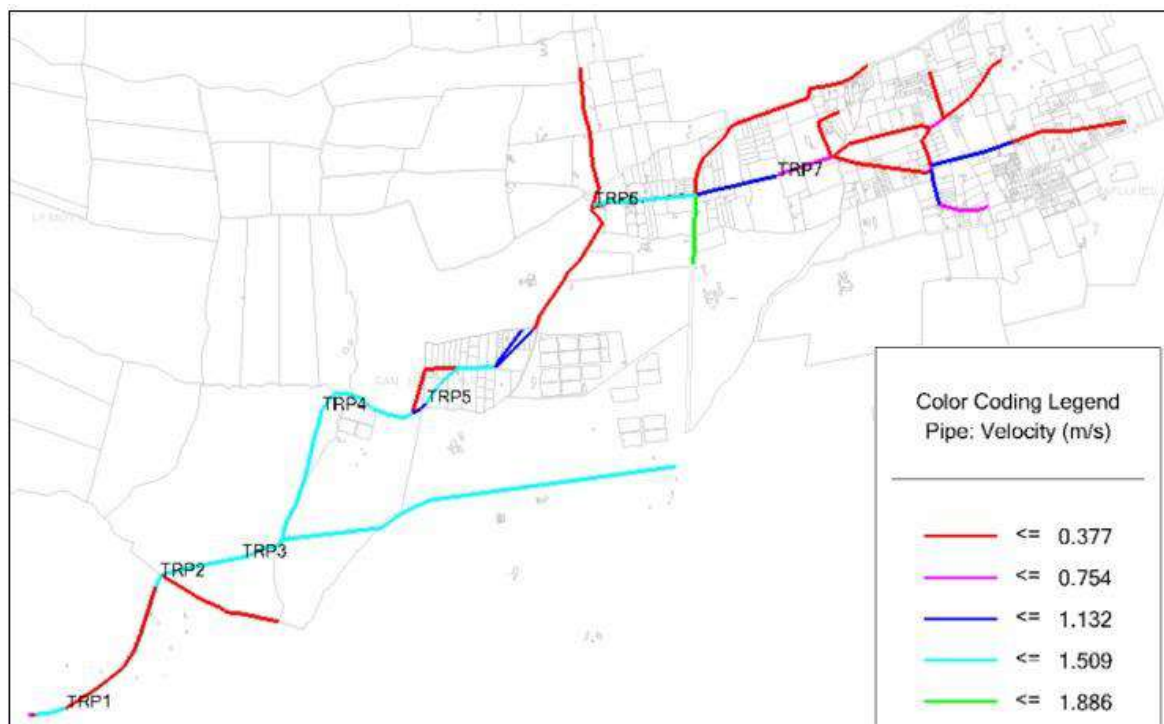 TRP6
TRP7
TRP4
TRP5
TRP3
TRP2
TRP1
Color Coding Legend
Pipe: Velocity (m/s)
<= 0.377
<= 0.754
<= 1.132
<= 1.509
<= 1.886